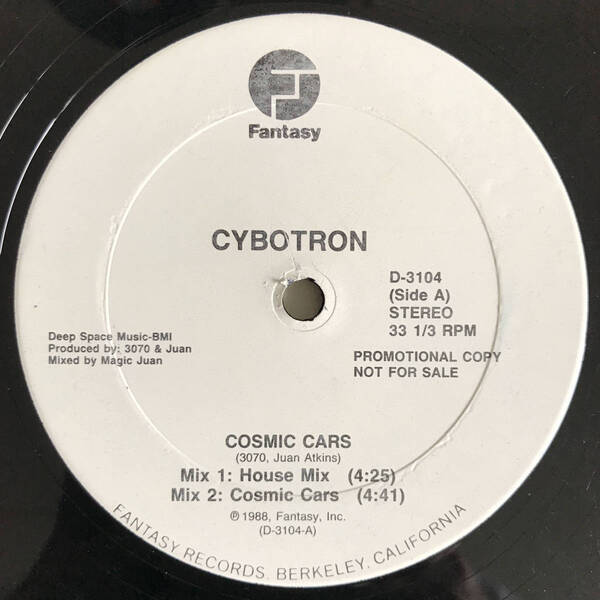 Fantasy
CYBOTRON
D-3104
(Side A)
STEREO
33 1/3 RPM
Deep Space Music-BMI
Produced by: 3070 & Juan
Mixed by Magic Juan
PROMOTIONAL COPY
NOT FOR SALE
COSMIC CARS
(3070, Juan Atkins)
Mix 1: House Mix (4:25)
Mix 2: Cosmic Cars (4:41)
℗1988, Fantasy, Inc.
(D-3104-A)
FANTASY RECORDS, BERKELEY, CALIFORNIA